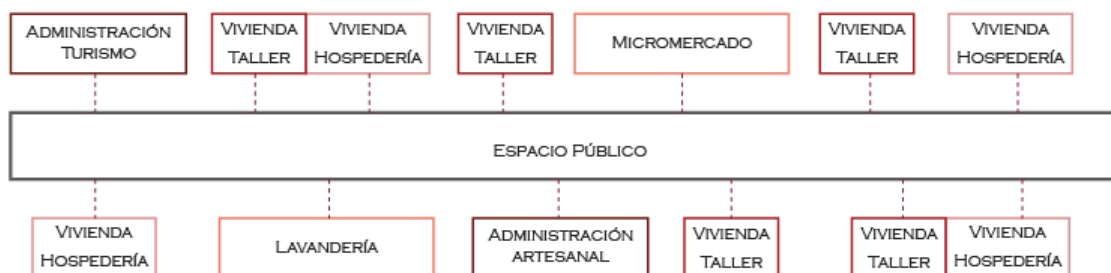 ADMINISTRACIÓN
TURISMO
VIVIENDA
TALLER
VIVIENDA
HOSPEDERÍA
VIVIENDA
TALLER
MICROMERCADO
VIVIENDA
TALLER
VIVIENDA
HOSPEDERÍA
ESPACIO PÚBLICO
VIVIENDA
HOSPEDERÍA
LAVANDERÍA
ADMINISTRACIÓN
ARTESANAL
VIVIENDA
TALLER
VIVIENDA
TALLER
VIVIENDA
HOSPEDERÍA